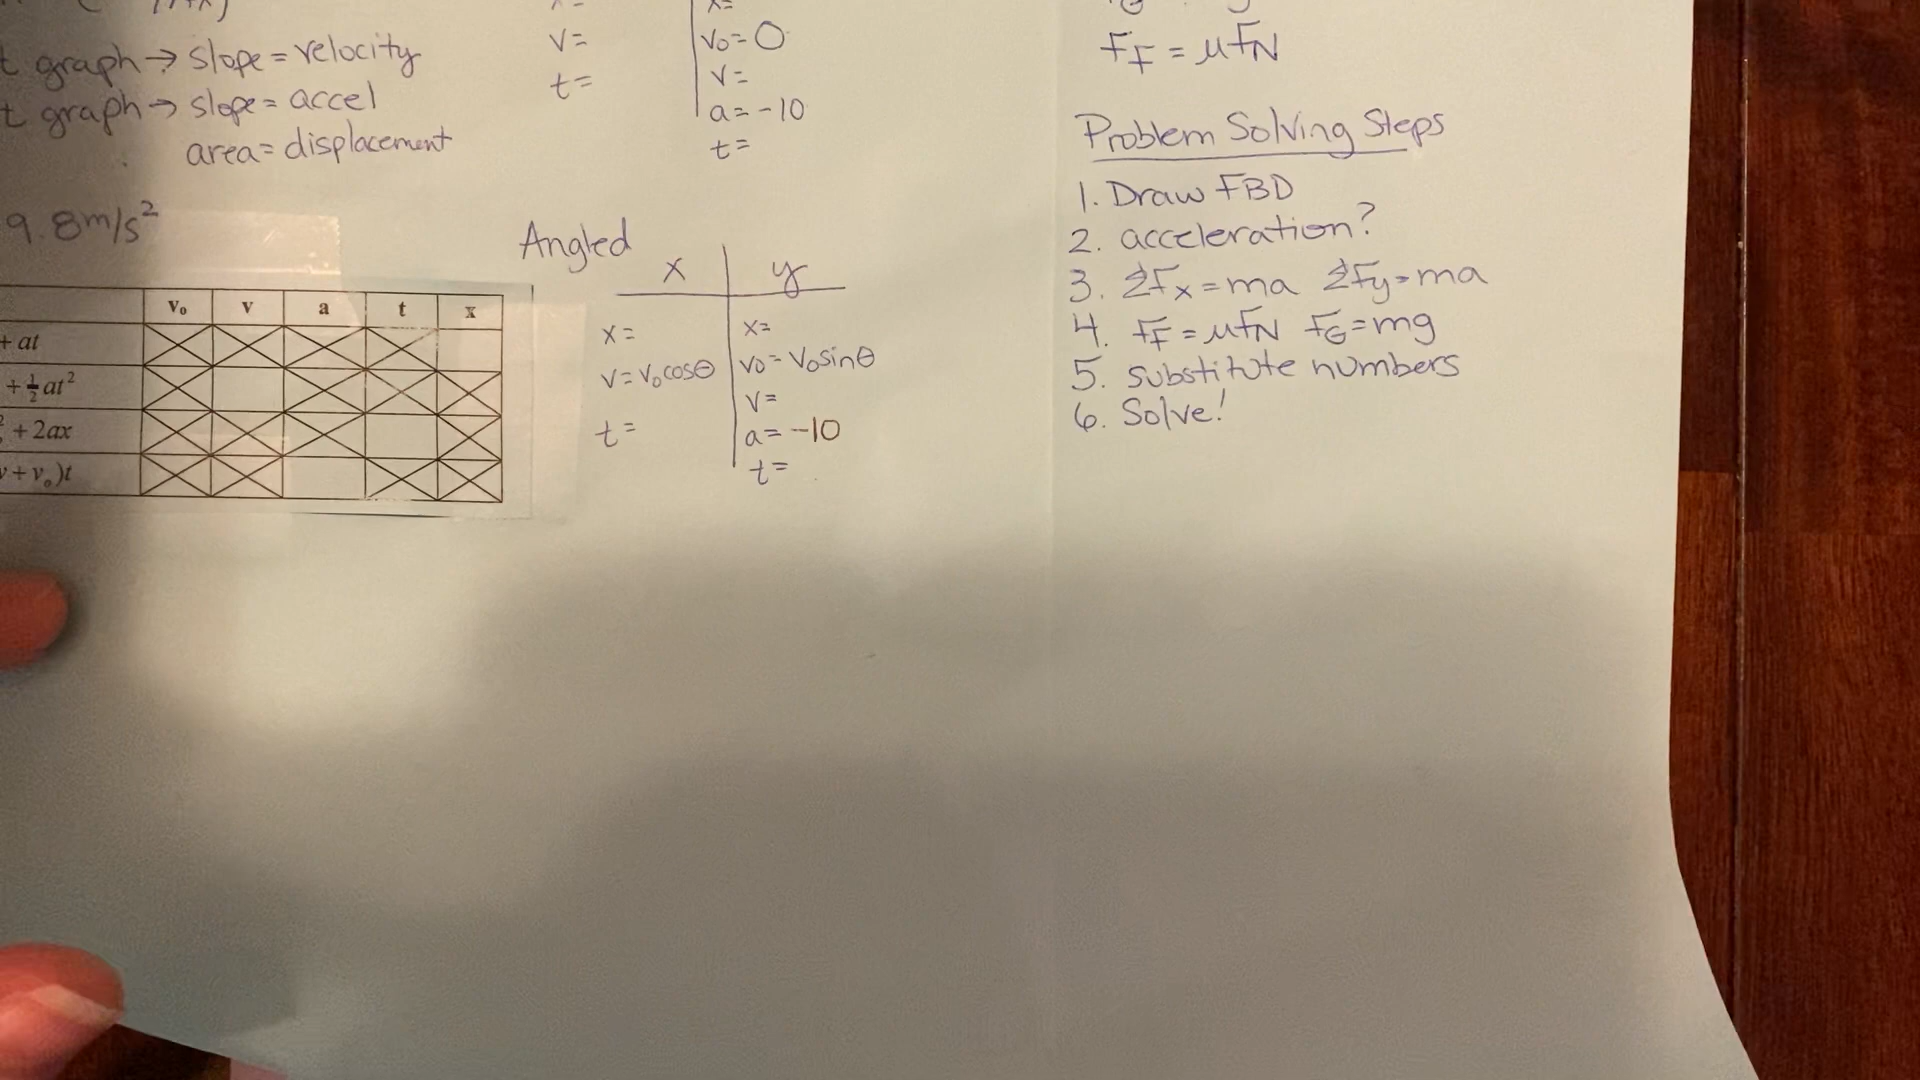 t graph → slope = velocity
t graph → slope = accel
area = displacement
9.8 m/s²
v₀ v a t x
+ at
+ ½at²
+ 2ax
v + v₀)t
v=
t=
x=
v₀ = 0
v=
a = -10
t=
Angled
x y
x=
v = v₀cosθ
t=
x=
v₀ = v₀sinθ
v=
a = -10
t=
F_F = μF_N
Problem Solving Steps
1. Draw FBD
2. acceleration?
3. ΣFx = ma ΣFy = ma
4. F_F = μF_N F_G = mg
5. substitute numbers
6. Solve!